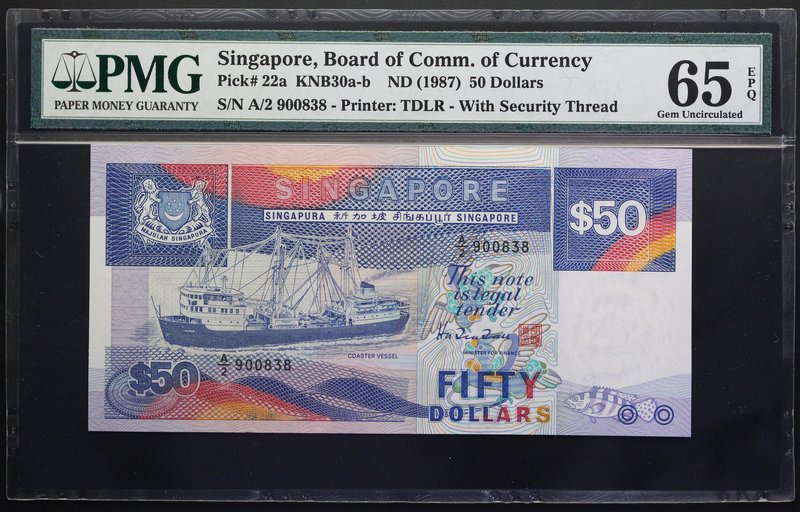 PMG
PAPER MONEY GUARANTY
Singapore, Board of Comm. of Currency
Pick# 22a KNB30a-b ND (1987) 50 Dollars
S/N A/2 900838 - Printer: TDLR - With Security Thread
65
EPQ
Gem Uncirculated
SINGAPORE
$50
SINGAPURA 新加坡 சிங்கப்பூர் SINGAPORE
MAJULAH SINGAPURA
A/2 900838
This note
is legal
tender
MINISTER FOR FINANCE
COASTER VESSEL
A/2 900838
$50
FIFTY
DOLLARS